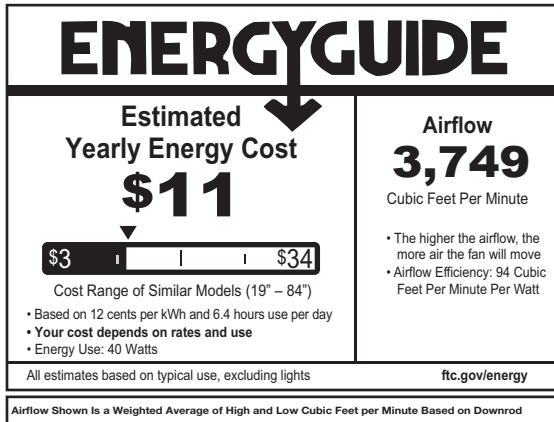 ENERGYGUIDE
Estimated
Yearly Energy Cost
$11
$3 $34
Cost Range of Similar Models (19” – 84”)
• Based on 12 cents per kWh and 6.4 hours use per day
• Your cost depends on rates and use
• Energy Use: 40 Watts
Airflow
3,749
Cubic Feet Per Minute
• The higher the airflow, the
more air the fan will move
• Airflow Efficiency: 94 Cubic
Feet Per Minute Per Watt
All estimates based on typical use, excluding lights
ftc.gov/energy
Airflow Shown Is a Weighted Average of High and Low Cubic Feet per Minute Based on Downrod